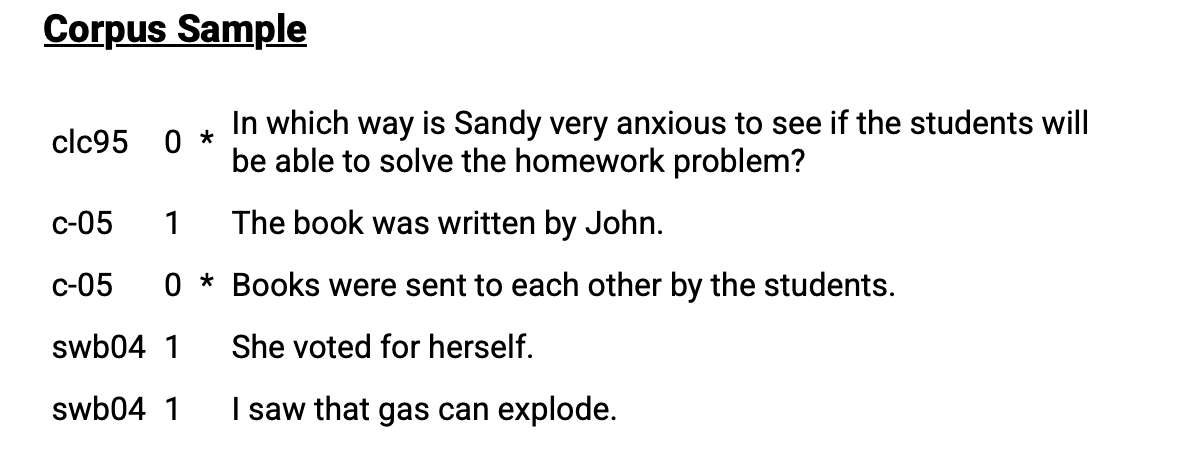 Corpus Sample
clc95 0 * In which way is Sandy very anxious to see if the students will
be able to solve the homework problem?
c-05 1 The book was written by John.
c-05 0 * Books were sent to each other by the students.
swb04 1 She voted for herself.
swb04 1 I saw that gas can explode.